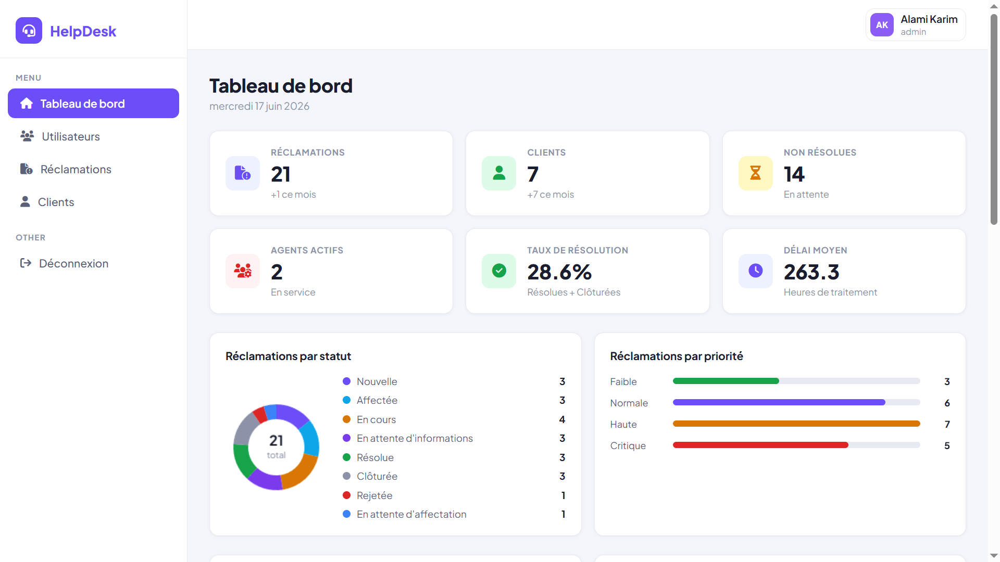 HelpDesk
Alami Karim
AK
admin
MENU
Tableau de bord
Utilisateurs
Réclamations
Clients
OTHER
Déconnexion
Tableau de bord
mercredi 17 juin 2026
RÉCLAMATIONS
21
+1 ce mois
CLIENTS
7
+7 ce mois
NON RÉSOLUES
14
En attente
AGENTS ACTIFS
2
En service
TAUX DE RÉSOLUTION
28.6%
Résolues + Clôturées
DÉLAI MOYEN
263.3
Heures de traitement
Réclamations par statut
21
total
Nouvelle 3
Affectée 3
En cours 4
En attente d'informations 3
Résolue 3
Clôturée 3
Rejetée 1
En attente d'affectation 1
Réclamations par priorité
Faible 3
Normale 6
Haute 7
Critique 5